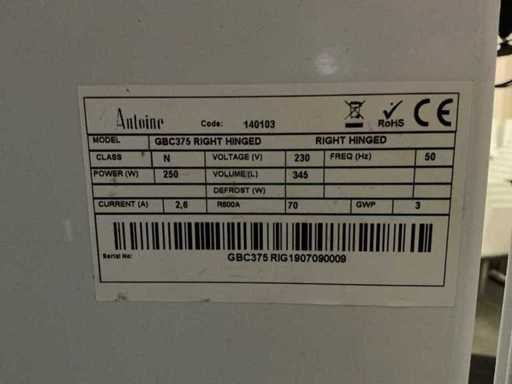 Antoine Code: 140103 RoHS CE
MODEL GBC375 RIGHT HINGED RIGHT HINGED
CLASS N VOLTAGE (V) 230 FREQ (Hz) 50
POWER (W) 250 VOLUME (L) 345
DEFROST (W)
CURRENT (A) 2,6 R600A 70 GWP 3
Serial No: GBC375 RIG1907090009